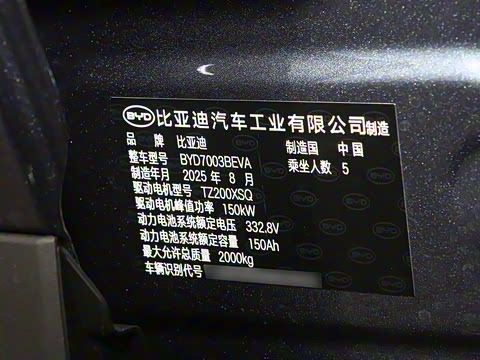 BYD 比亚迪汽车工业有限公司制造
品 牌 比亚迪 制造国 中国
整车型号 BYD7003BEVA 乘坐人数 5
制造年月 2025 年 8 月
驱动电机型号 TZ200XSQ
驱动电机峰值功率 150kW
动力电池系统额定电压 332.8V
动力电池系统额定容量 150Ah
最大允许总质量 2000kg
车辆识别代号